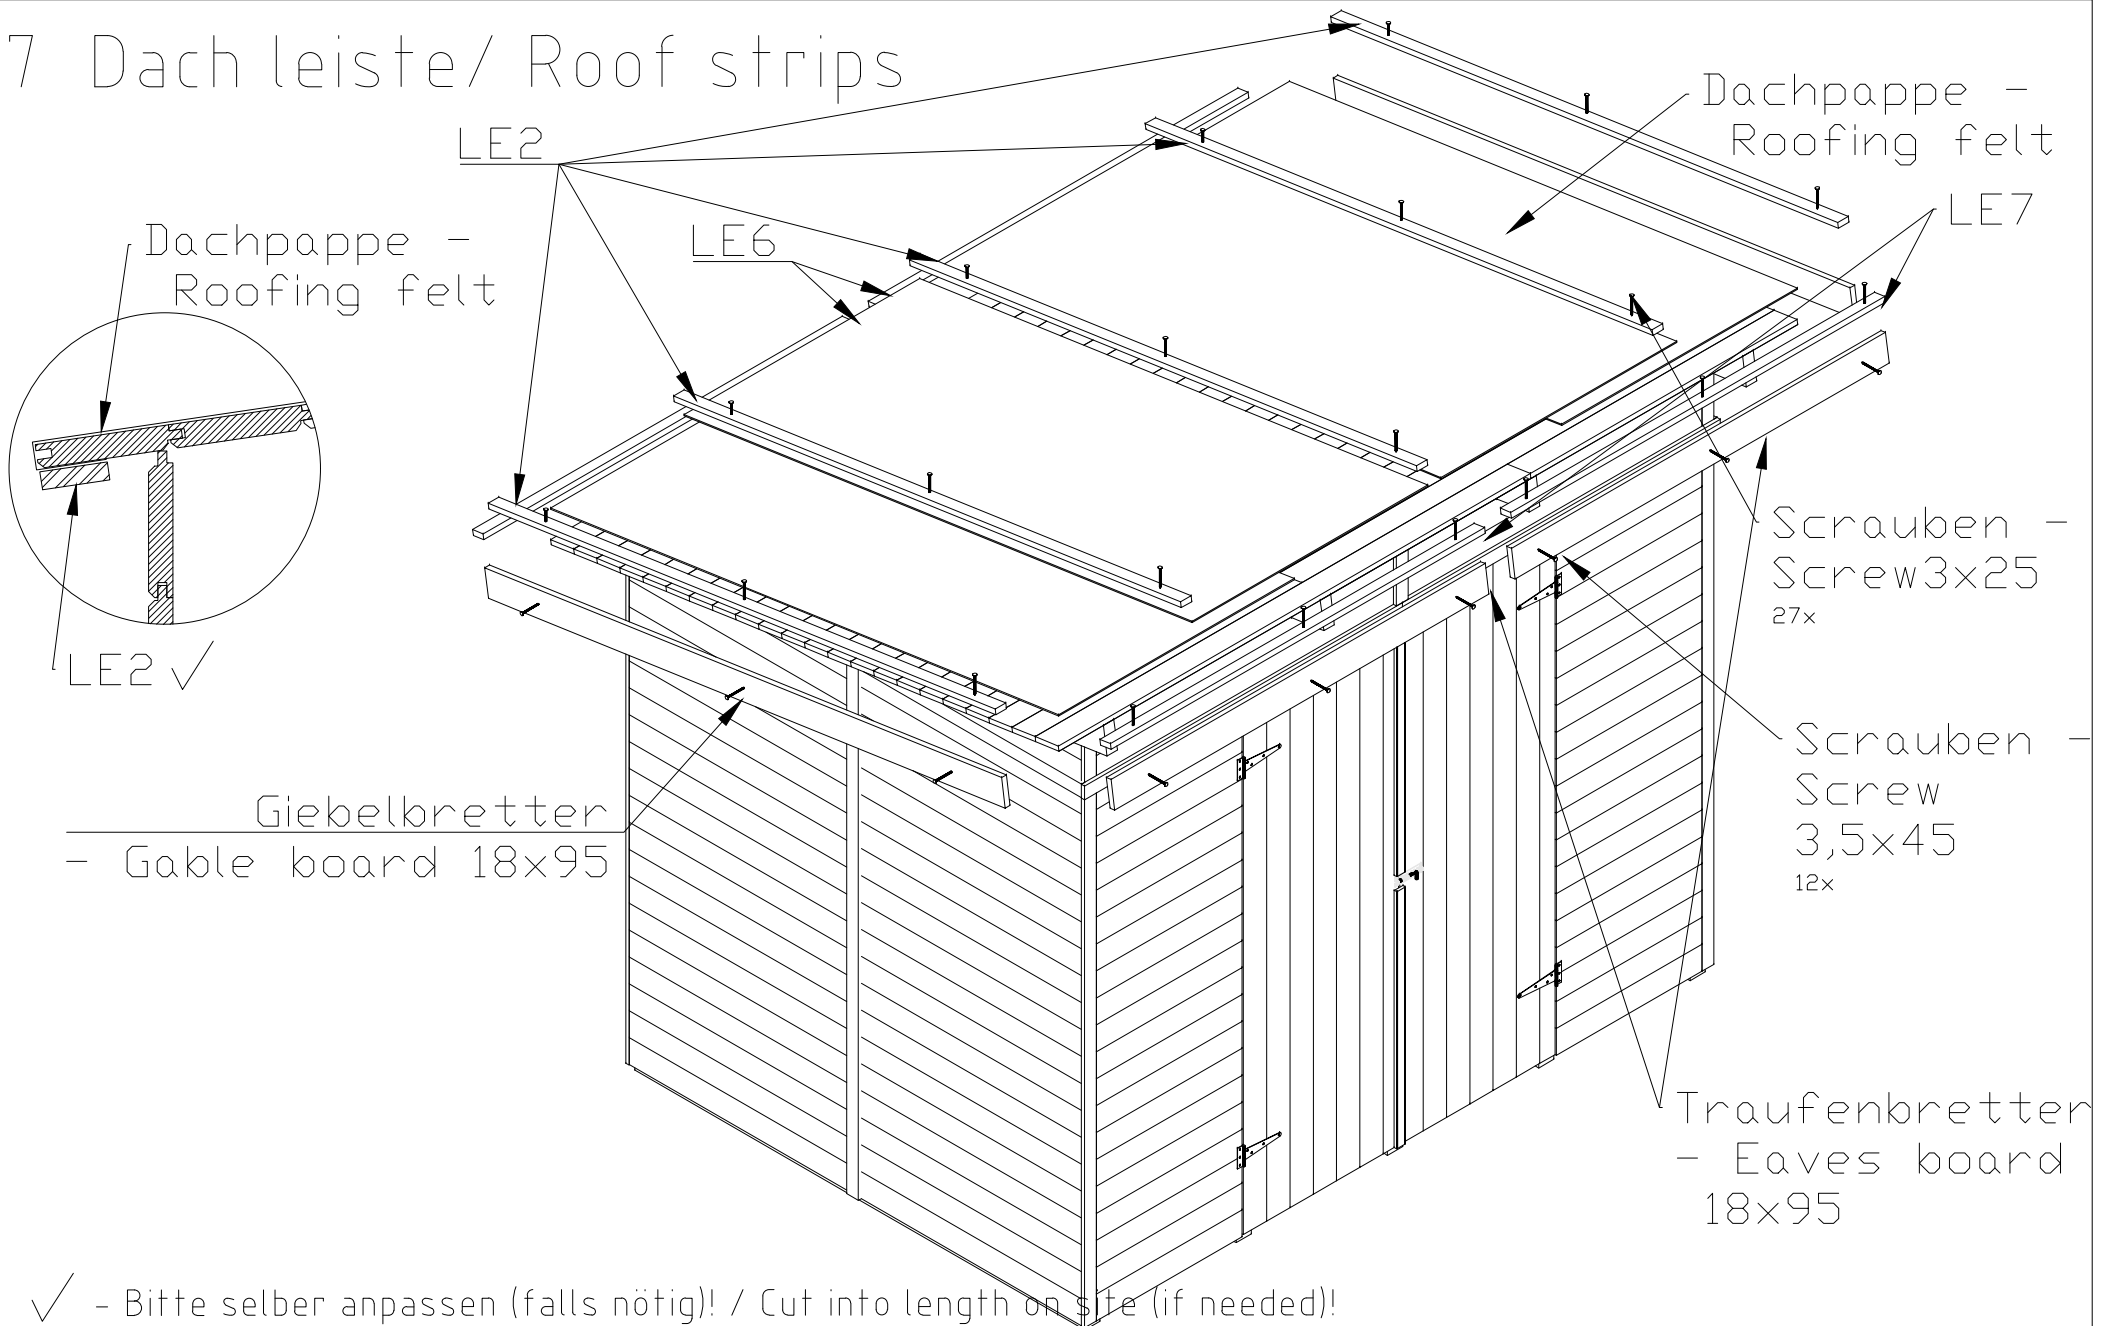 7 Dach leiste/ Roof strips
LE2
Dachpappe -
Roofing felt
LE7
Dachpappe -
Roofing felt
LE6
LE2 √
Scrauben -
Screw3x25
27x
Scrauben -
Screw
3,5x45
12x
Giebelbretter
- Gable board 18x95
Traufenbretter
- Eaves board
18x95
√ - Bitte selber anpassen (falls nötig)! / Cut into length on site (if needed)!